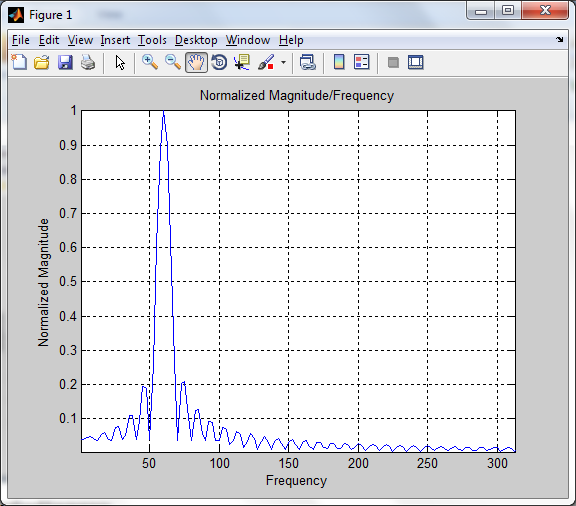 Figure 1
File Edit View Insert Tools Desktop Window Help
Normalized Magnitude/Frequency
1
0.9
0.8
0.7
0.6
0.5
0.4
0.3
0.2
0.1
Normalized Magnitude
50 100 150 200 250 300
Frequency